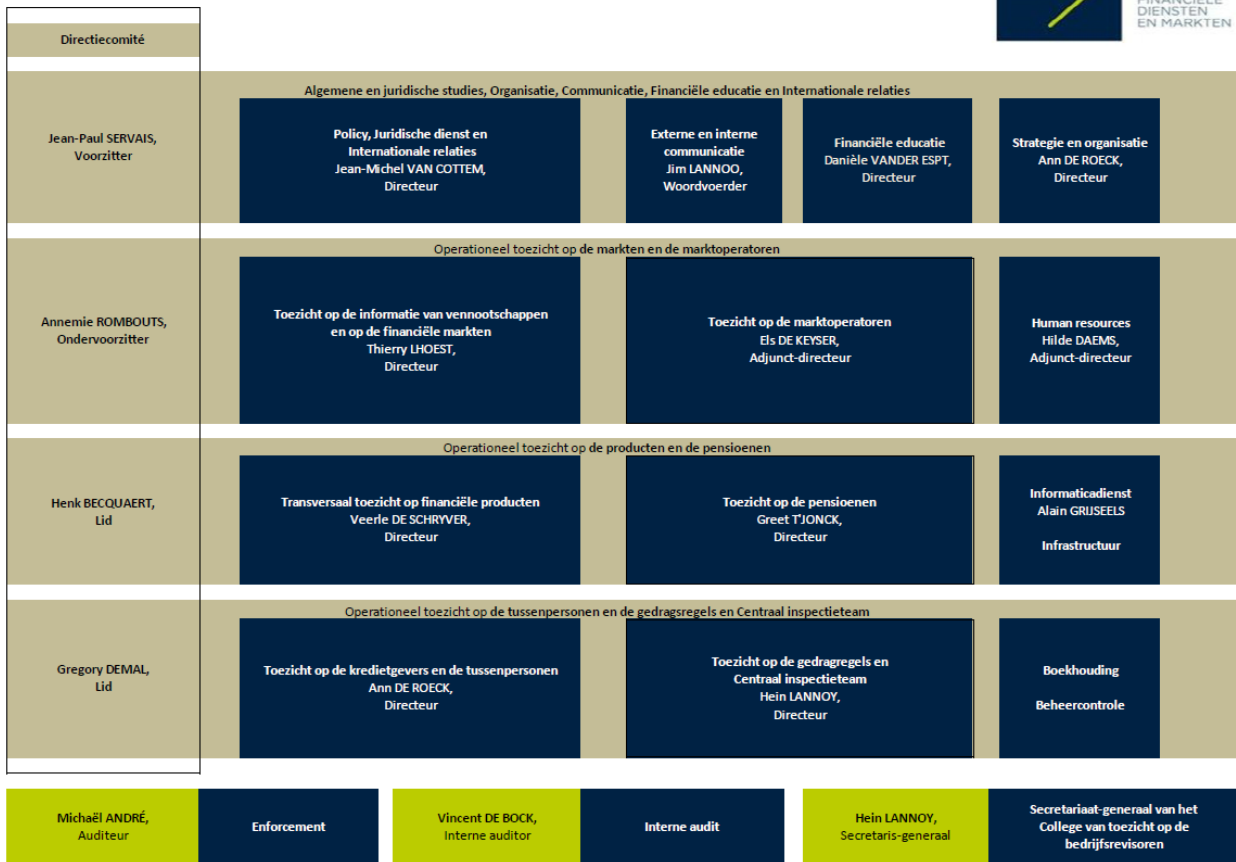 FINANCIËLE
DIENSTEN
EN MARKTEN
Directiecomité
Algemene en juridische studies, Organisatie, Communicatie, Financiële educatie en Internationale relaties
Jean-Paul SERVAIS,
Voorzitter
Policy, Juridische dienst en
Internationale relaties
Jean-Michel VAN COTTEM,
Directeur
Externe en interne
communicatie
Jim LANNOO,
Woordvoerder
Financiële educatie
Danièle VANDER ESPT,
Directeur
Strategie en organisatie
Ann DE ROECK,
Directeur
Operationeel toezicht op de markten en de marktoperatoren
Annemie ROMBOUTS,
Ondervoorzitter
Toezicht op de informatie van vennootschappen
en op de financiële markten
Thierry LHOEST,
Directeur
Toezicht op de marktoperatoren
Els DE KEYSER,
Adjunct-directeur
Human resources
Hilde DAEMS,
Adjunct-directeur
Operationeel toezicht op de producten en de pensioenen
Henk BECQUAERT,
Lid
Transversaal toezicht op financiële producten
Veerle DE SCHRYVER,
Directeur
Toezicht op de pensioenen
Greet T'JONCK,
Directeur
Informaticadienst
Alain GRIJSEELS
Infrastructuur
Operationeel toezicht op de tussenpersonen en de gedragsregels en Centraal inspectieteam
Gregory DEMAL,
Lid
Toezicht op de kredietgevers en de tussenpersonen
Ann DE ROECK,
Directeur
Toezicht op de gedragregels en
Centraal inspectieteam
Hein LANNOY,
Directeur
Boekhouding
Beheercontrole
Michaël ANDRÉ,
Auditeur
Enforcement
Vincent DE BOCK,
Interne auditor
Interne audit
Hein LANNOY,
Secretaris-generaal
Secretariaat-generaal van het
College van toezicht op de
bedrijfsrevisoren